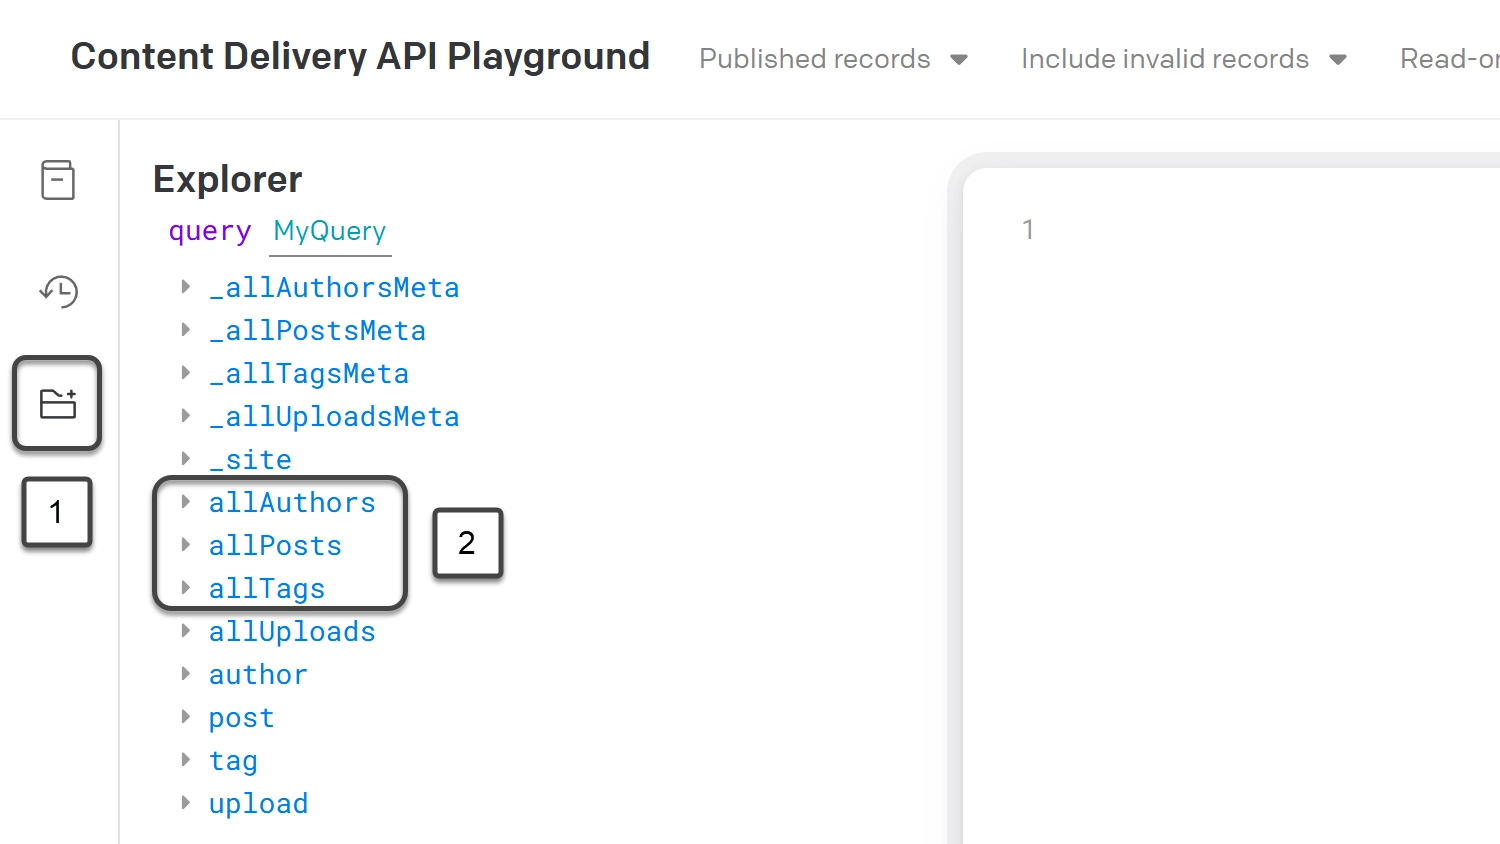 Content Delivery API Playground Published records Include invalid records Read-or
Explorer
query MyQuery
1
_allAuthorsMeta
_allPostsMeta
_allTagsMeta
_allUploadsMeta
_site
allAuthors
allPosts
allTags
allUploads
author
post
tag
upload
1
2